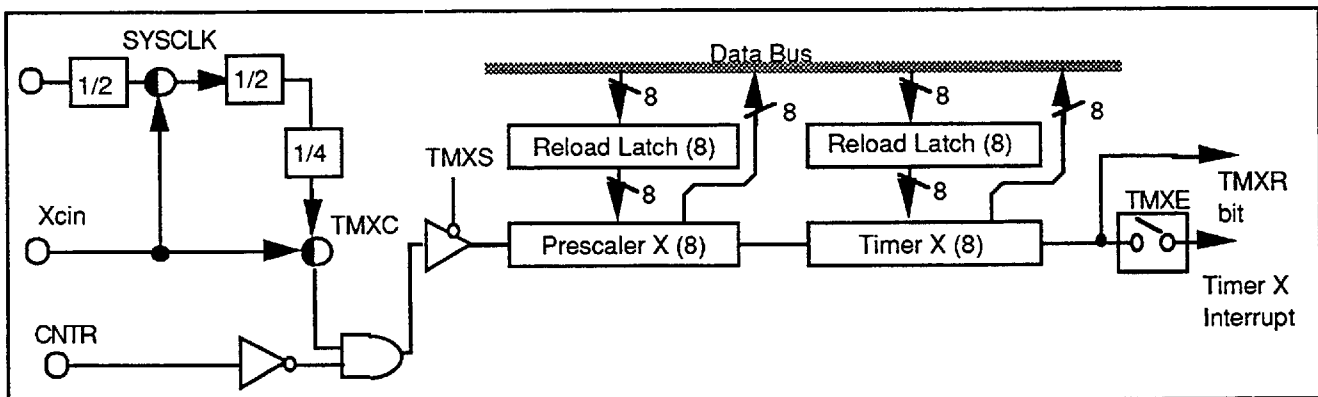 SYSCLK
1/2
1/2
1/4
Xcin
TMXC
CNTR
TMXS
Data Bus
8
8
8
8
Reload Latch (8)
Reload Latch (8)
8
8
Prescaler X (8)
Timer X (8)
TMXE
TMXR
bit
Timer X
Interrupt